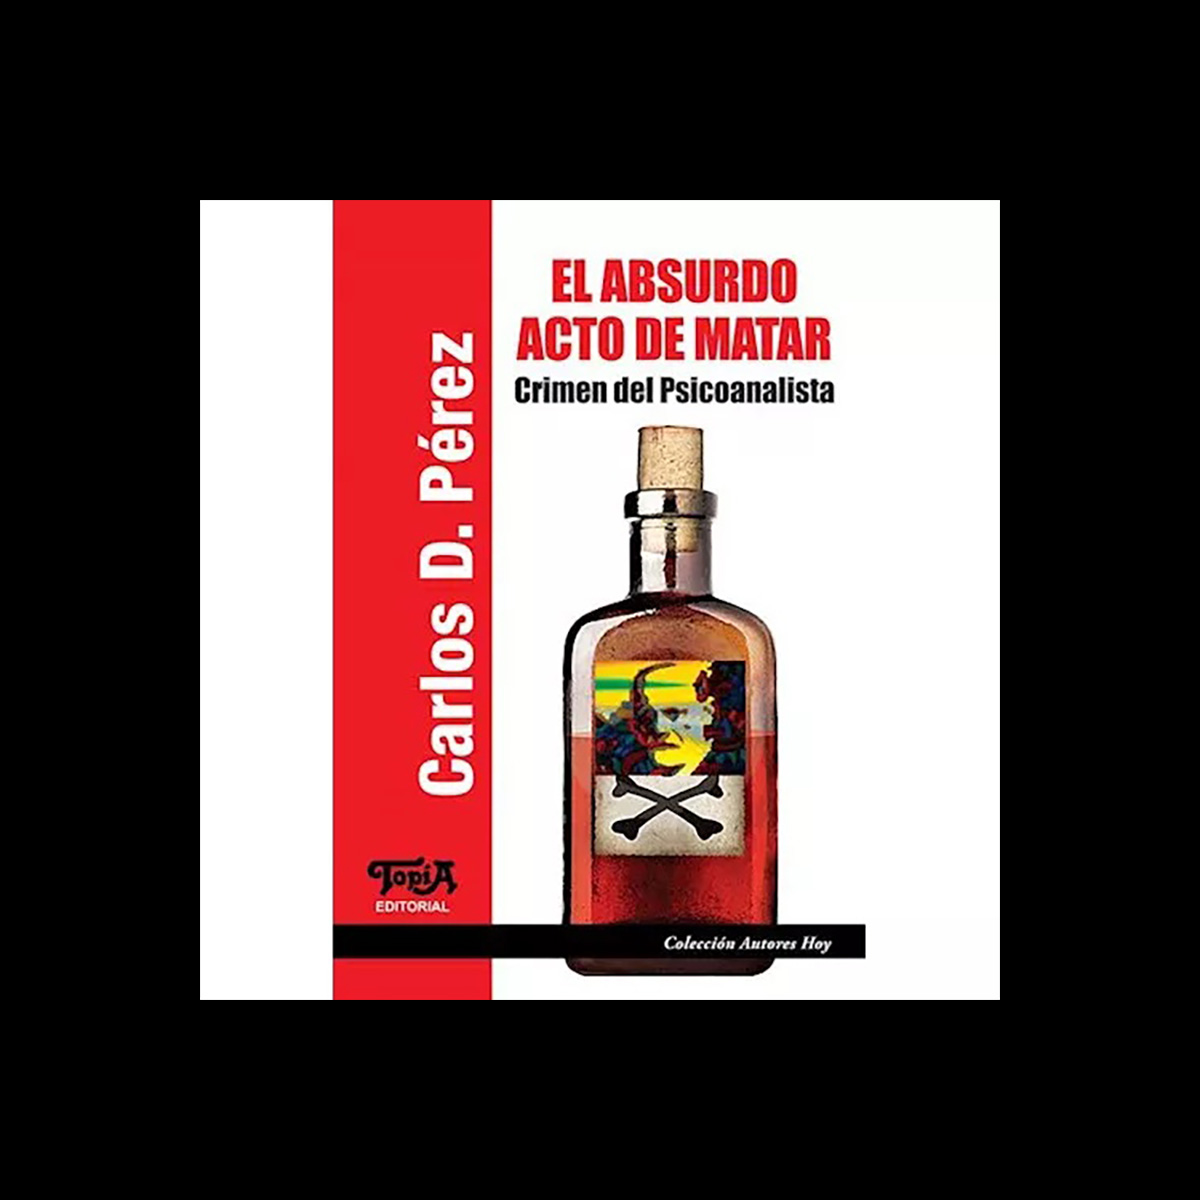 EL ABSURDO
ACTO DE MATAR
Crimen del Psicoanalista
Carlos D. Pérez
TopíA
EDITORIAL
Colección Autores Hoy